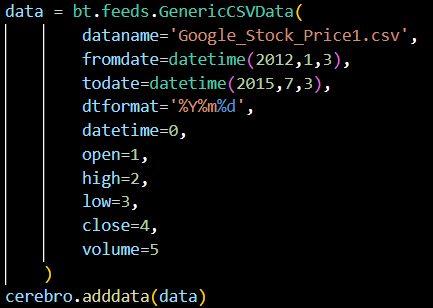 data = bt.feeds.GenericCSVData(
dataname='Google_Stock_Price1.csv',
fromdate=datetime(2012,1,3),
todate=datetime(2015,7,3),
dtformat='%Y%m%d',
datetime=0,
open=1,
high=2,
low=3,
close=4,
volume=5
)
cerebro.adddata(data)